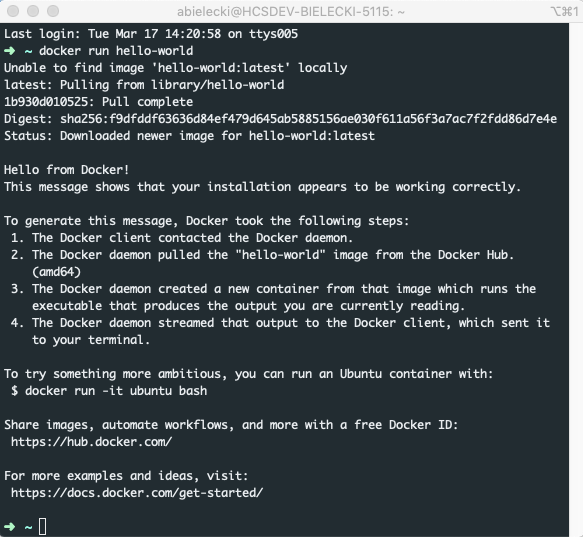 abielecki@HCSDEV-BIELECKI-5115: ~ ⌥⌘1
Last login: Tue Mar 17 14:20:58 on ttys005
➜ ~ docker run hello-world
Unable to find image 'hello-world:latest' locally
latest: Pulling from library/hello-world
1b930d010525: Pull complete
Digest: sha256:f9dfddf63636d84ef479d645ab5885156ae030f611a56f3a7ac7f2fdd86d7e4e
Status: Downloaded newer image for hello-world:latest

Hello from Docker!
This message shows that your installation appears to be working correctly.

To generate this message, Docker took the following steps:
 1. The Docker client contacted the Docker daemon.
 2. The Docker daemon pulled the "hello-world" image from the Docker Hub.
    (amd64)
 3. The Docker daemon created a new container from that image which runs the
    executable that produces the output you are currently reading.
 4. The Docker daemon streamed that output to the Docker client, which sent it
    to your terminal.

To try something more ambitious, you can run an Ubuntu container with:
 $ docker run -it ubuntu bash

Share images, automate workflows, and more with a free Docker ID:
 https://hub.docker.com/

For more examples and ideas, visit:
 https://docs.docker.com/get-started/

➜ ~